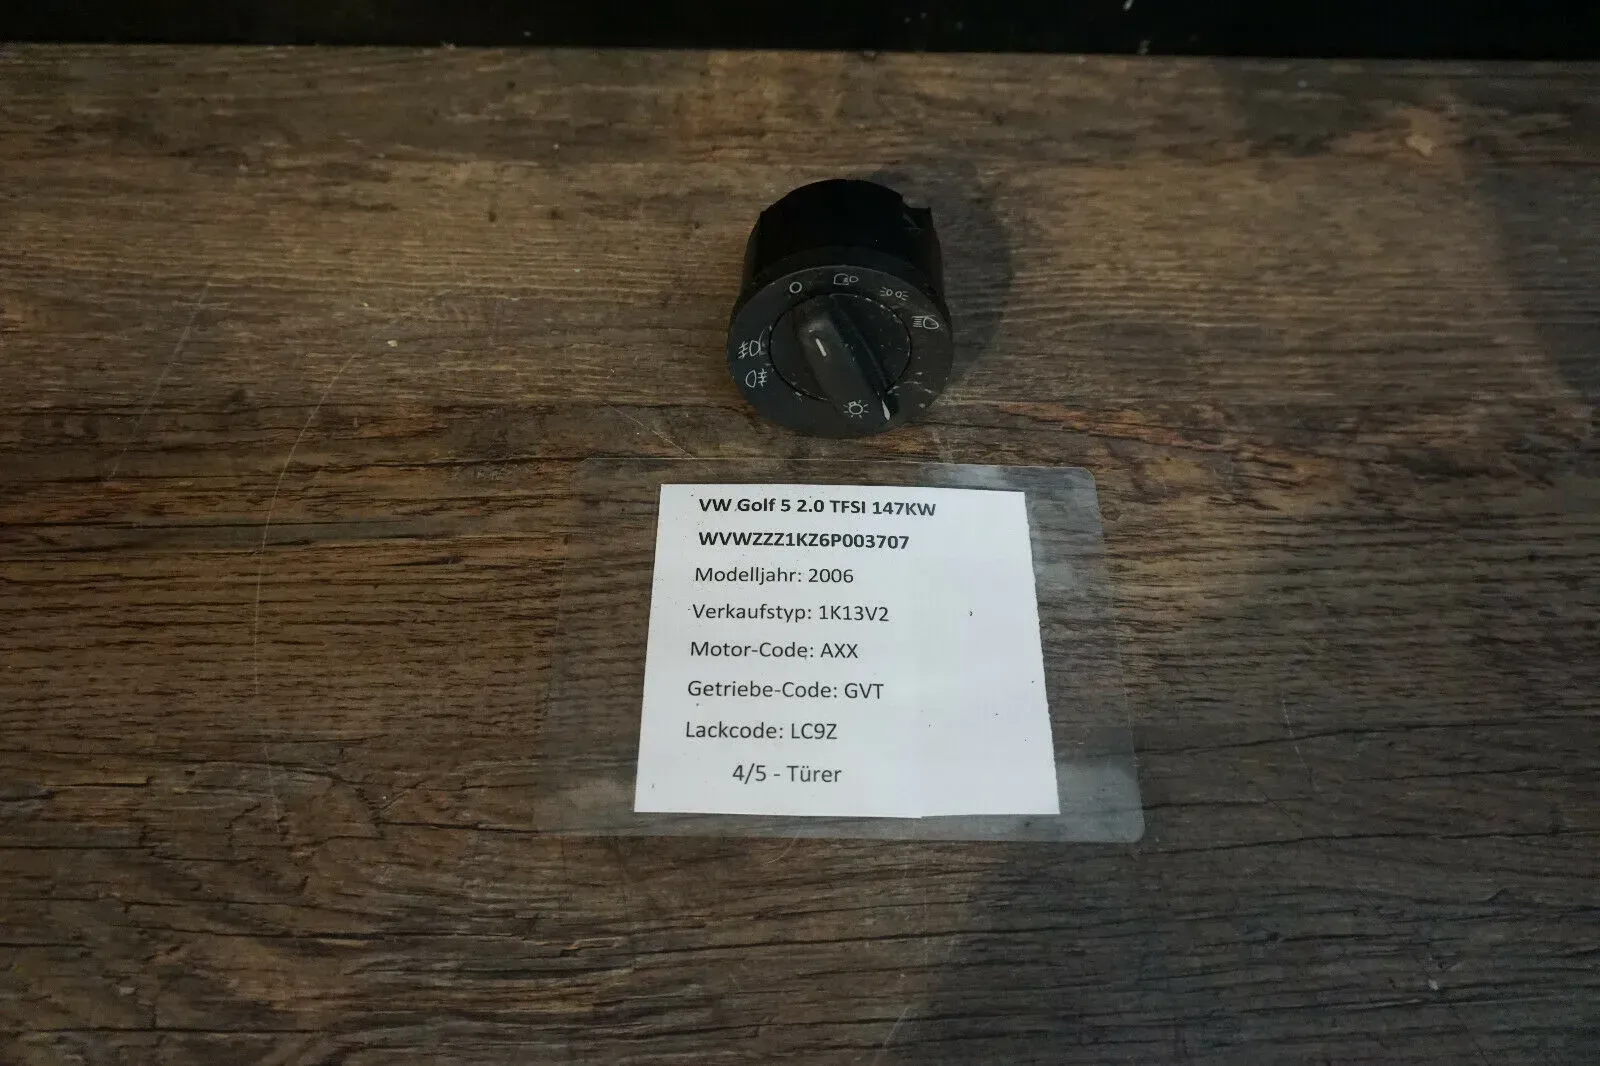 VW Golf 5 2.0 TFSI 147KW
WVWZZZ1KZ6P003707
Modelljahr: 2006
Verkaufstyp: 1K13V2
Motor-Code: AXX
Getriebe-Code: GVT
Lackcode: LC9Z
4/5 - Türer